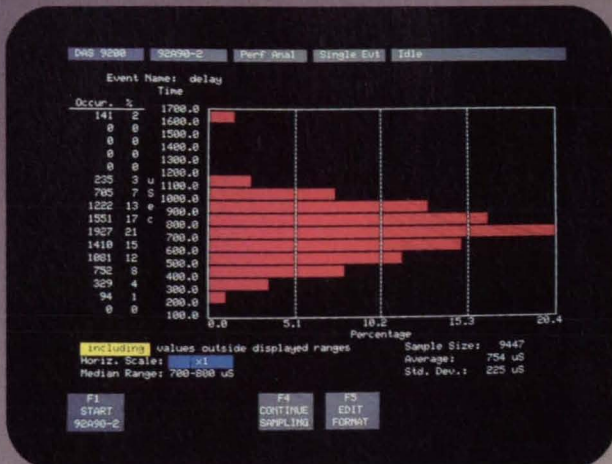 DAS 9200 92A90-2 Perf Anal Single Evt Idle
Event Name: delay
Time
Occur. % 1700.0
141 2 1600.0
0 0 1500.0
0 0 1400.0
0 0 1300.0
0 0 1200.0
235 3 u 1100.0
705 7 S 1000.0
1222 13 e 900.0
1551 17 c 800.0
1927 21 700.0
1410 15 600.0
1081 12 500.0
752 8 400.0
329 4 300.0
94 1 200.0
0 0 100.0
0.0 5.1 10.2 15.3 20.4
Percentage
including values outside displayed ranges
Horiz. Scale: x1
Median Range: 700-800 uS
Sample Size: 9447
Average: 754 uS
Std. Dev.: 225 uS
F1 START 92A90-2
F4 CONTINUE SAMPLING
F5 EDIT FORMAT